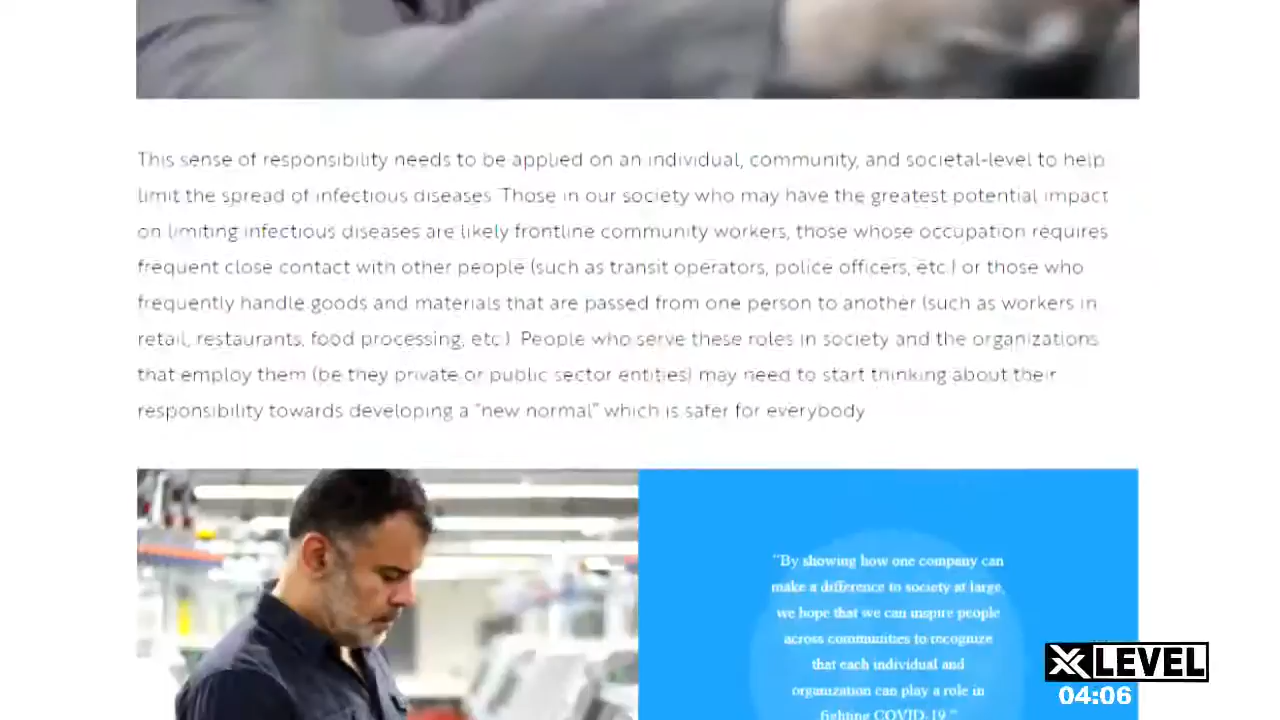 This sense of responsibility needs to be applied on an individual, community, and societal-level to help
limit the spread of infectious diseases. Those in our society who may have the greatest potential impact
on limiting infectious diseases are likely frontline community workers, those whose occupation requires
frequent close contact with other people (such as transit operators, police officers, etc.) or those who
frequently handle goods and materials that are passed from one person to another (such as workers in
retail, restaurants, food processing, etc.). People who serve these roles in society and the organizations
that employ them (be they private or public sector entities) may need to start thinking about their
responsibility towards developing a "new normal" which is safer for everybody.
"By showing how one company can
make a difference to society at large,
we hope that we can inspire people
across communities to recognize
that each individual and
organization can play a role in
fighting COVID-19."
XLEVEL
04:06